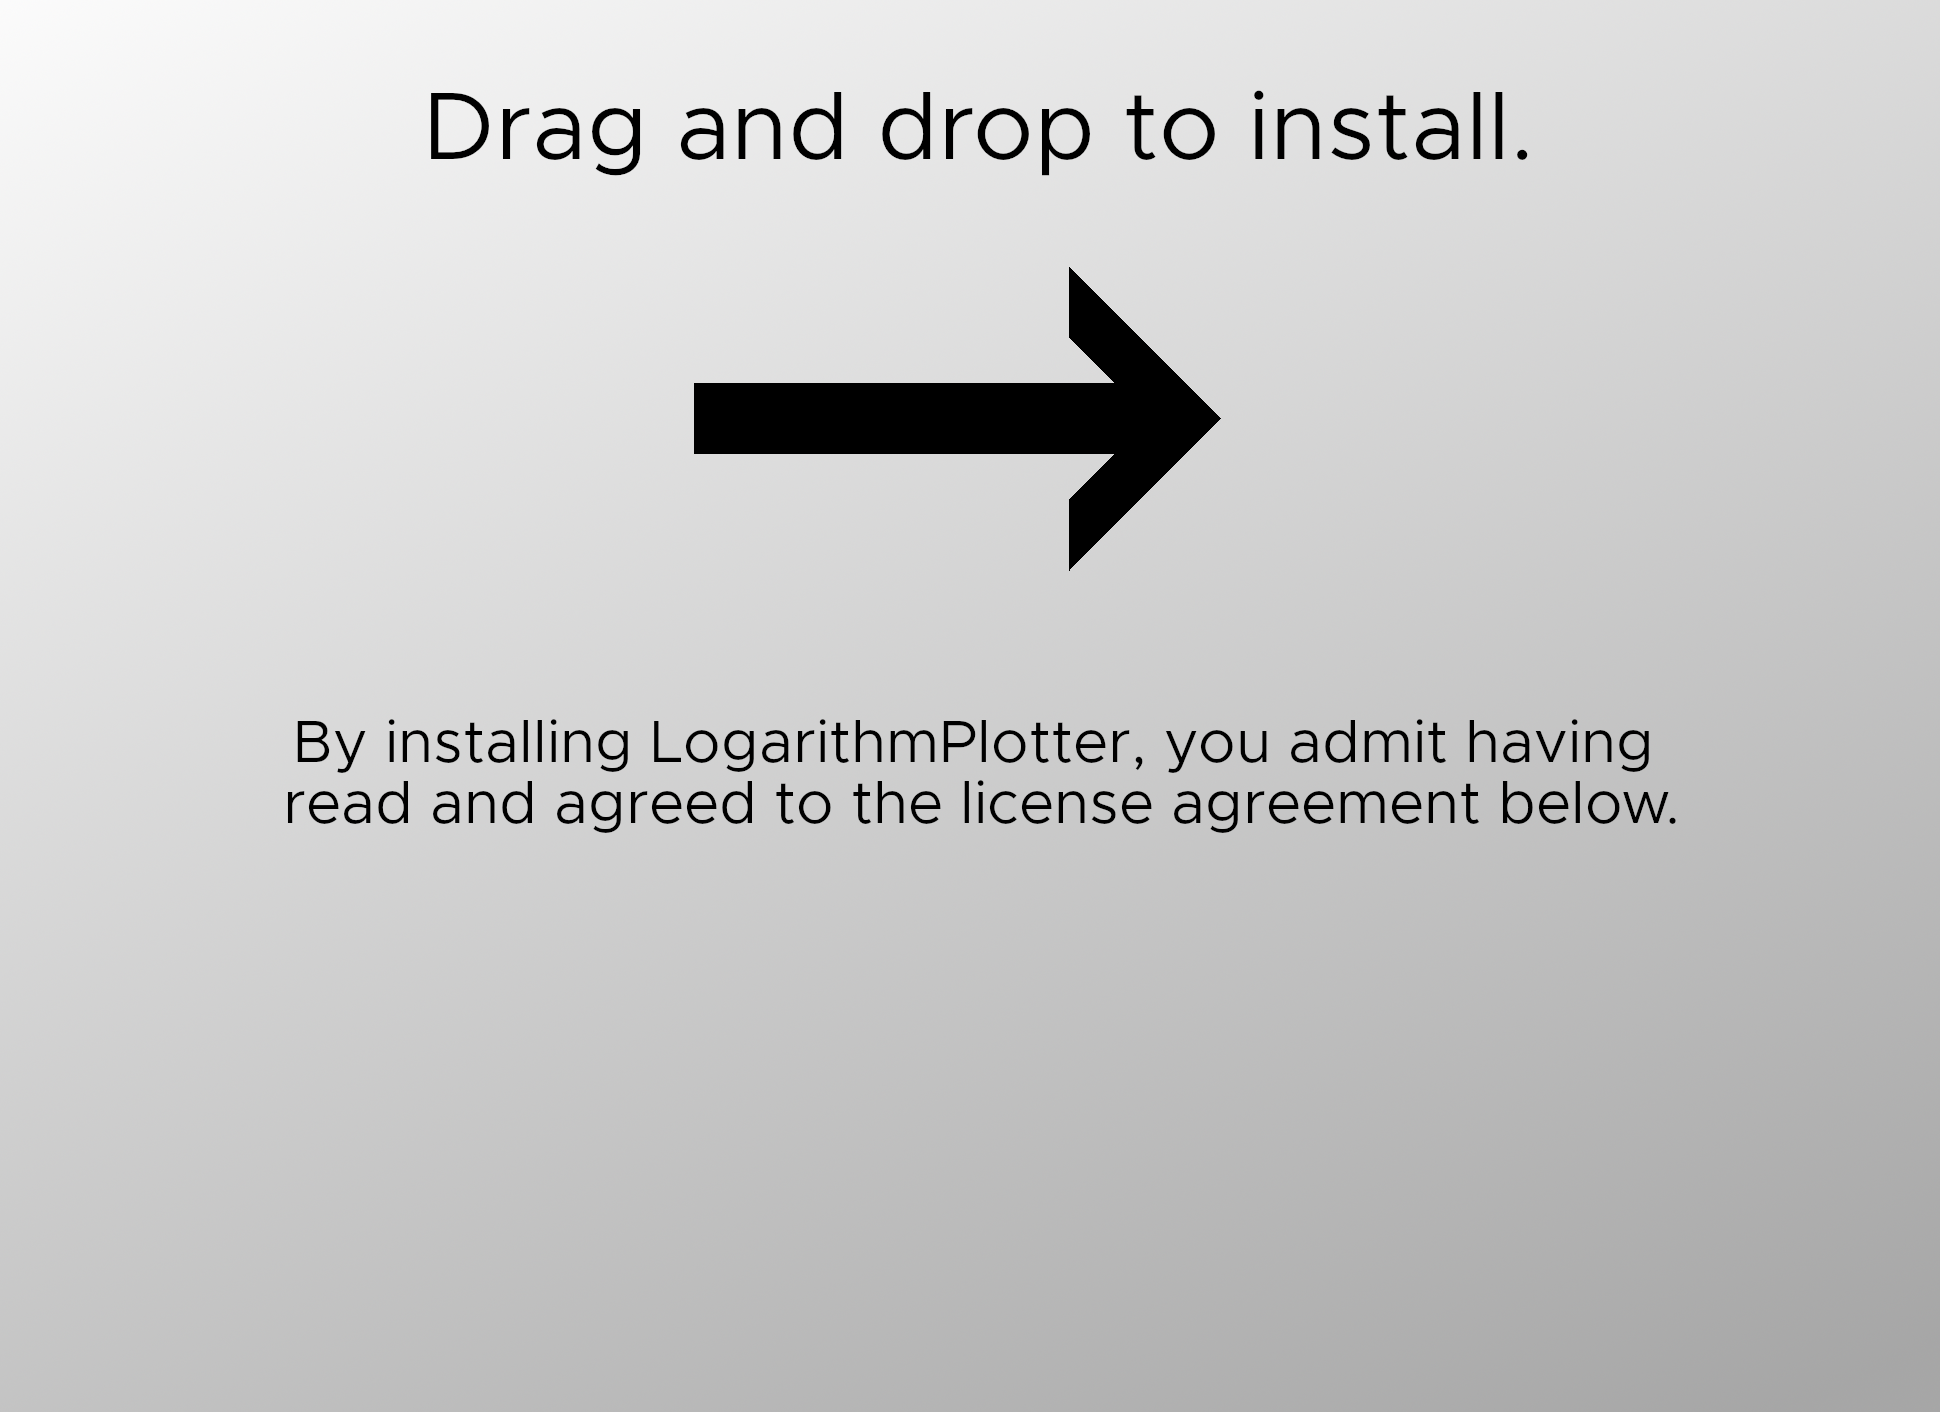 Drag and drop to install.
By installing LogarithmPlotter, you admit having
read and agreed to the license agreement below.